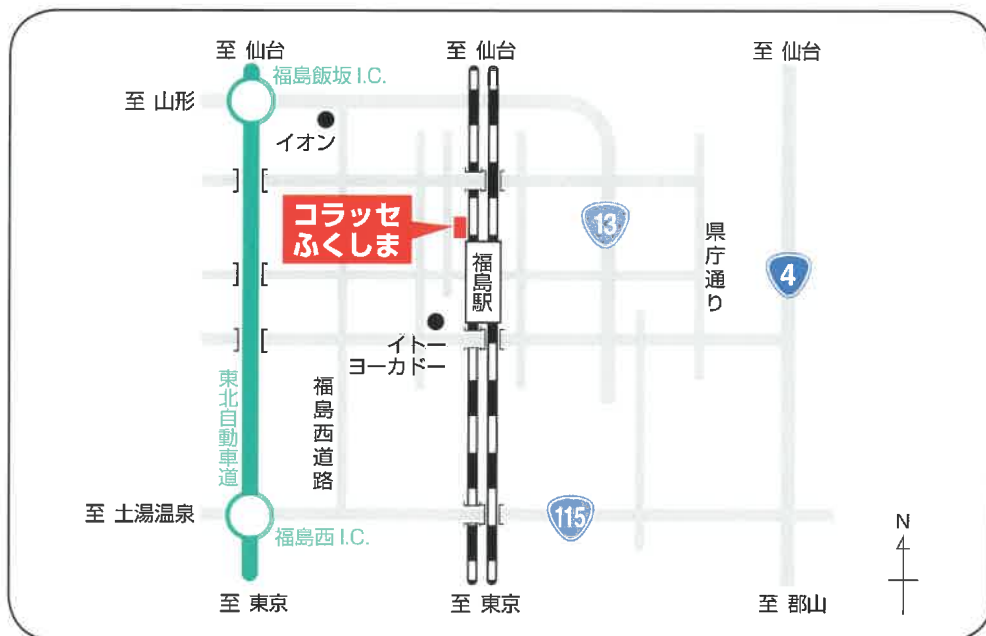 至 仙台
至 仙台
至 仙台
福島飯坂 I.C.
至 山形
イオン
コラッセ
ふくしま
13
県庁通り
福島駅
4
イトー
ヨーカドー
東北自動車道
福島西道路
至 土湯温泉
115
福島西 I.C.
N
至 東京
至 東京
至 郡山